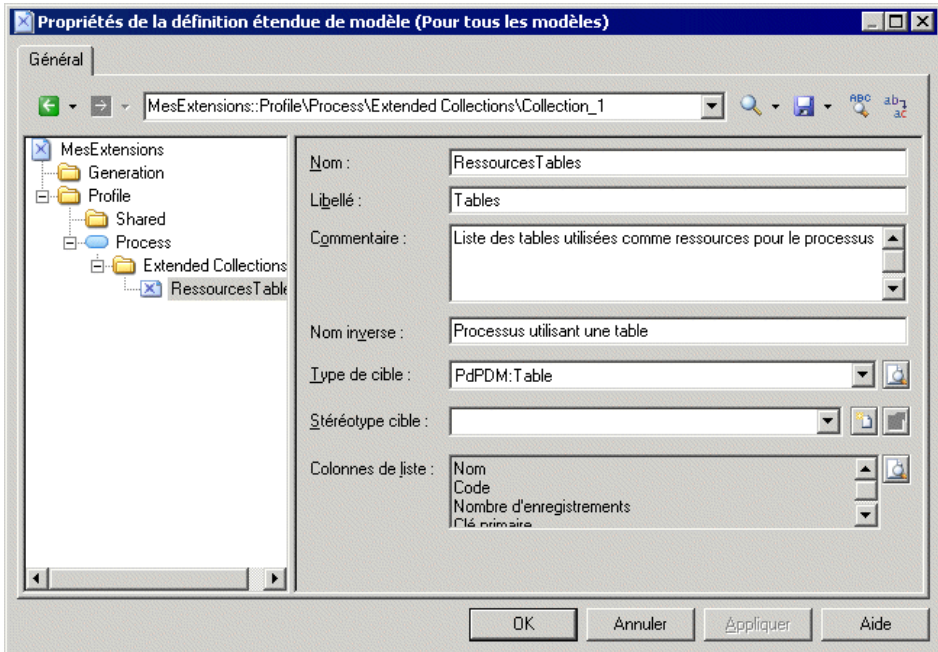 Propriétés de la définition étendue de modèle (Pour tous les modèles)
Général
MesExtensions::Profile\Process\Extended Collections\Collection_1
MesExtensions
Generation
Profile
Shared
Process
Extended Collections
RessourcesTable
Nom :
RessourcesTables
Libellé :
Tables
Commentaire :
Liste des tables utilisées comme ressources pour le processus
Nom inverse :
Processus utilisant une table
Type de cible :
PdPDM:Table
Stéréotype cible :
Colonnes de liste :
Nom
Code
Nombre d'enregistrements
Clé primaire
OK
Annuler
Appliquer
Aide